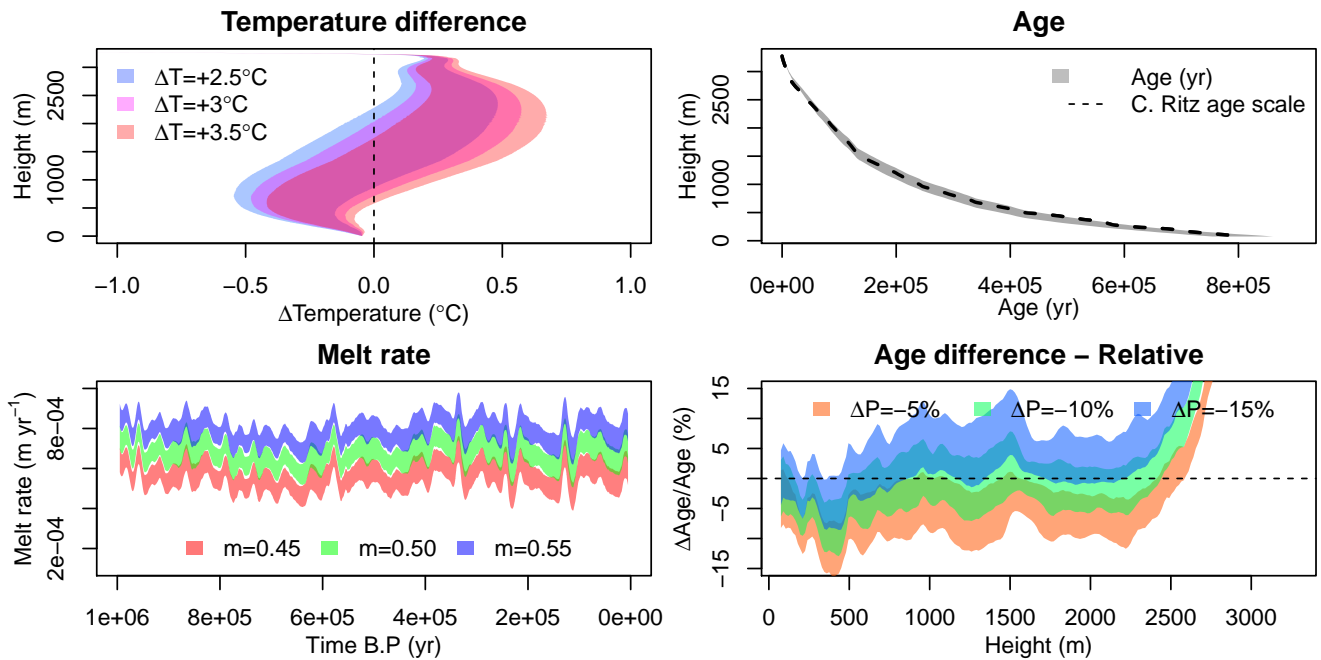 Temperature difference
Height (m)
0
1000
2500
ΔT=+2.5°C
ΔT=+3°C
ΔT=+3.5°C
−1.0
−0.5
0.0
0.5
1.0
ΔTemperature (°C)
Age
Height (m)
0
1000
2500
Age (yr)
C. Ritz age scale
0e+00
2e+05
4e+05
6e+05
8e+05
Age (yr)
Melt rate
Melt rate (m yr⁻¹)
2e−04
8e−04
m=0.45
m=0.50
m=0.55
1e+06
8e+05
6e+05
4e+05
2e+05
0e+00
Time B.P (yr)
Age difference − Relative
ΔAge/Age (%)
−15
−5
5
15
ΔP=−5%
ΔP=−10%
ΔP=−15%
0
500
1000
1500
2000
2500
3000
Height (m)